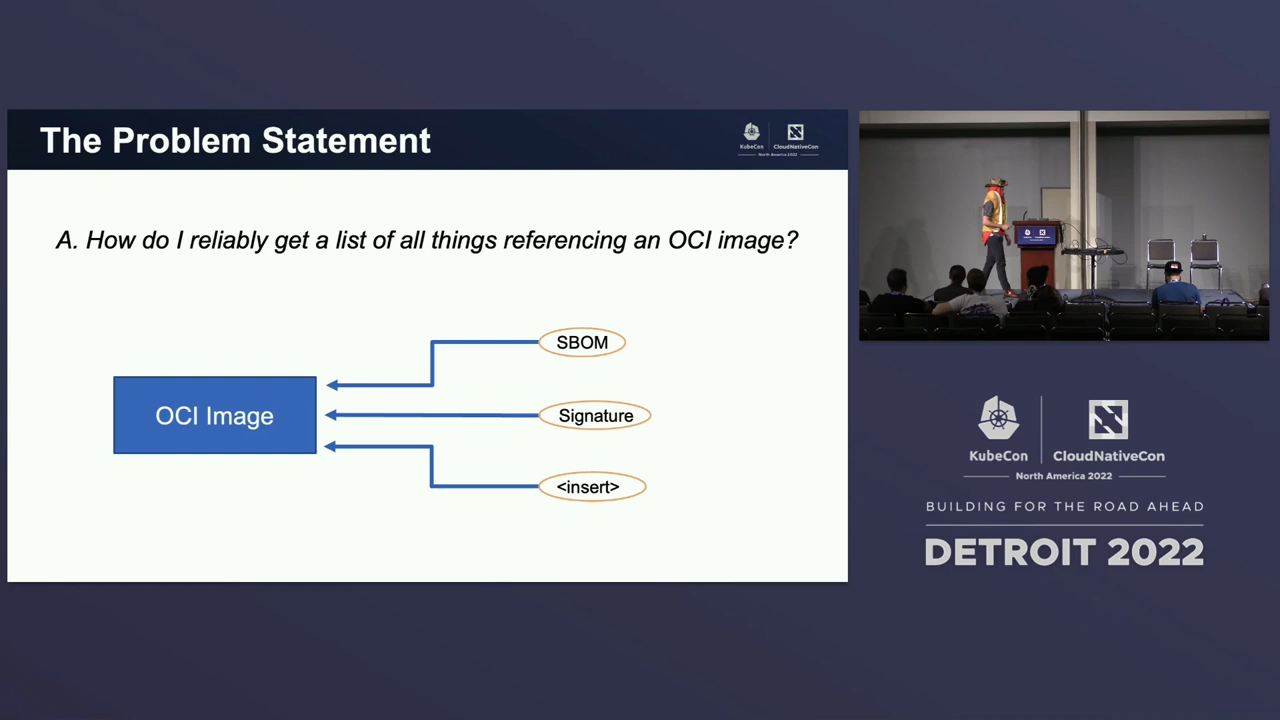 The Problem Statement
KubeCon
CloudNativeCon
North America 2022
A. How do I reliably get a list of all things referencing an OCI image?
SBOM
OCI Image
Signature
<insert>
KubeCon
CloudNativeCon
North America 2022
BUILDING FOR THE ROAD AHEAD
DETROIT 2022